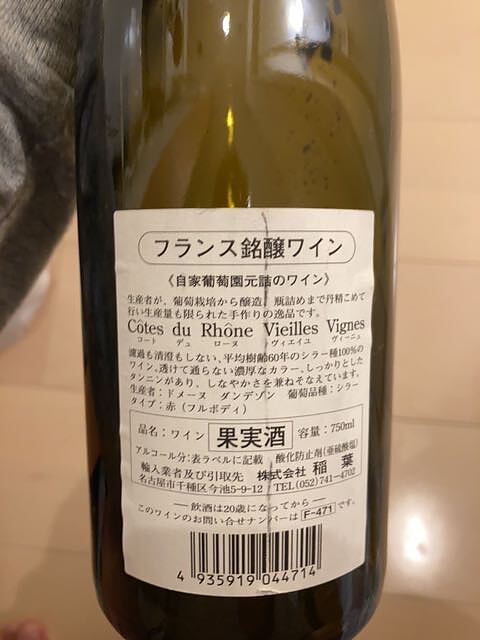 フランス銘醸ワイン
《自家葡萄園元詰のワイン》
生産者が、葡萄栽培から醸造、瓶詰めまで丹精こめて
行い生産量も限られた手作りの逸品です。
Côtes du Rhône Vieilles Vignes
コート デュ ローヌ ヴィエイユ ヴィーニュ
濾過も清澄もしない、平均樹齢60年のシラー種100%の
ワイン。透けて通らない濃厚なカラー、しっかりとした
タンニンがあり、しなやかさを兼ねそなえています。
生産者：ドメーヌ ダンデゾン 葡萄品種：シラー
タイプ：赤（フルボディ）
品名：ワイン 果実酒 容量：750ml
アルコール分：表ラベルに記載 酸化防止剤（亜硫酸塩）
輸入業者及び引取先 株式会社 稲葉
名古屋市千種区今池5-9-12 TEL(052)741-4702
── 飲酒は20歳になってから ──
このワインのお問い合せナンバーは F-471 です。
4 935919 044714